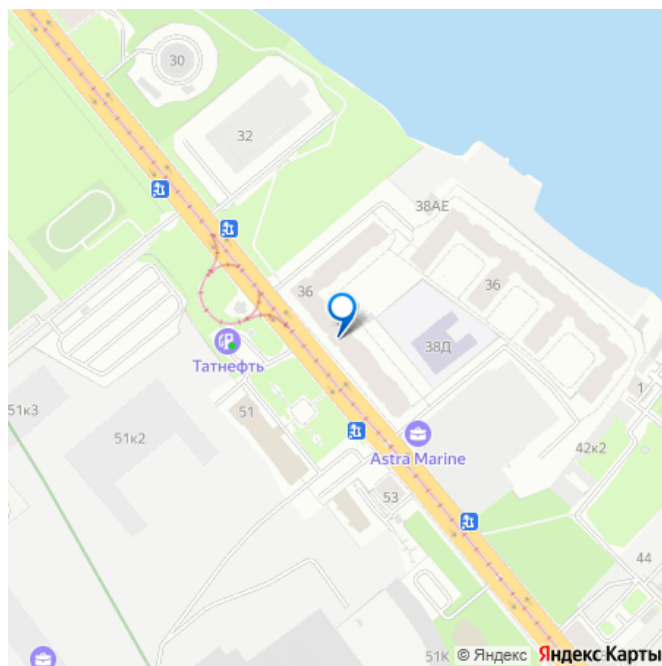 30
32
38АЕ
36
36
38Д
Татнефть
51к3
51
51к2
1
Astra Marine
42к2
53
44
51К
© Яндекс
Яндекс Карты